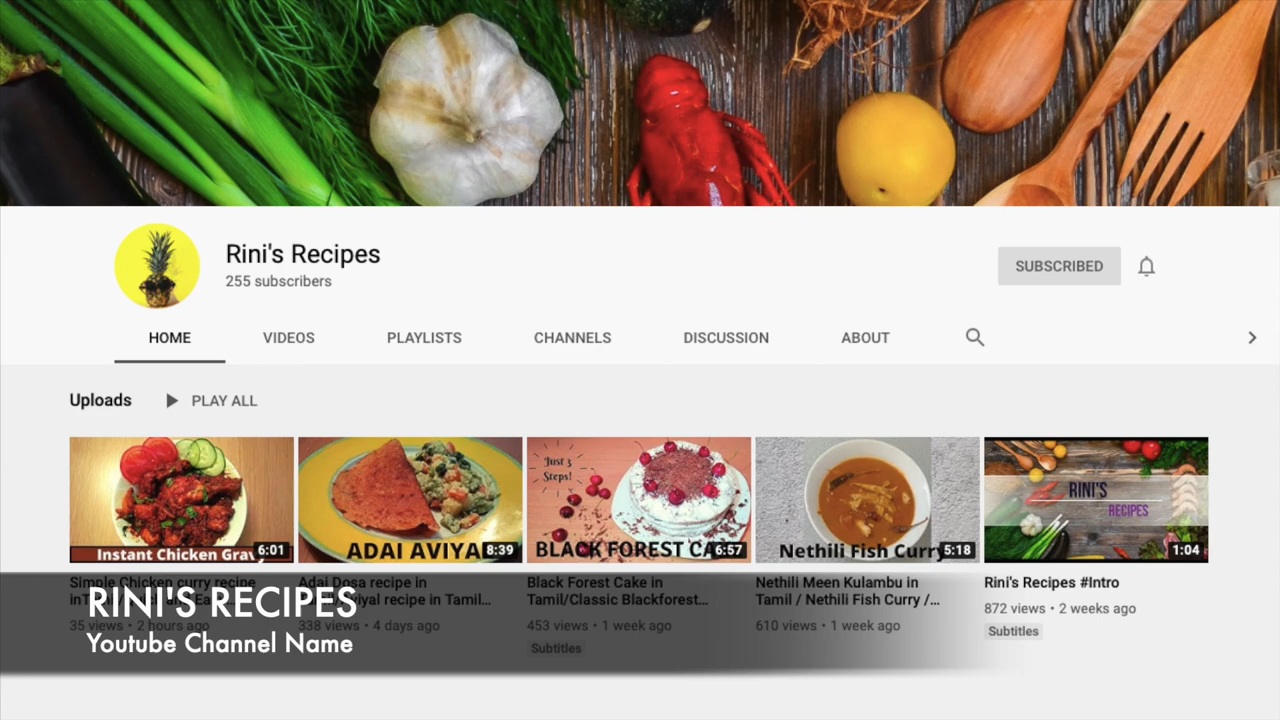 Rini's Recipes
255 subscribers
SUBSCRIBED
HOME VIDEOS PLAYLISTS CHANNELS DISCUSSION ABOUT
Uploads PLAY ALL
Instant Chicken Grav 6:01
ADAI AVIYA 8:39
Just 3
Steps!
BLACK FOREST CA 6:57
Nethili Fish Curry 5:18
RINI'S
RECIPES
1:04
Simple Chicken curry recipe
Adai Dosa recipe in
recipe in Tamil...
Black Forest Cake in
Tamil/Classic Blackforest...
Nethili Meen Kulambu in
Tamil / Nethili Fish Curry /...
Rini's Recipes #Intro
35 views • 2 hours ago
338 views • 4 days ago
453 views • 1 week ago
Subtitles
610 views • 1 week ago
872 views • 2 weeks ago
Subtitles
RINI'S RECIPES
Youtube Channel Name